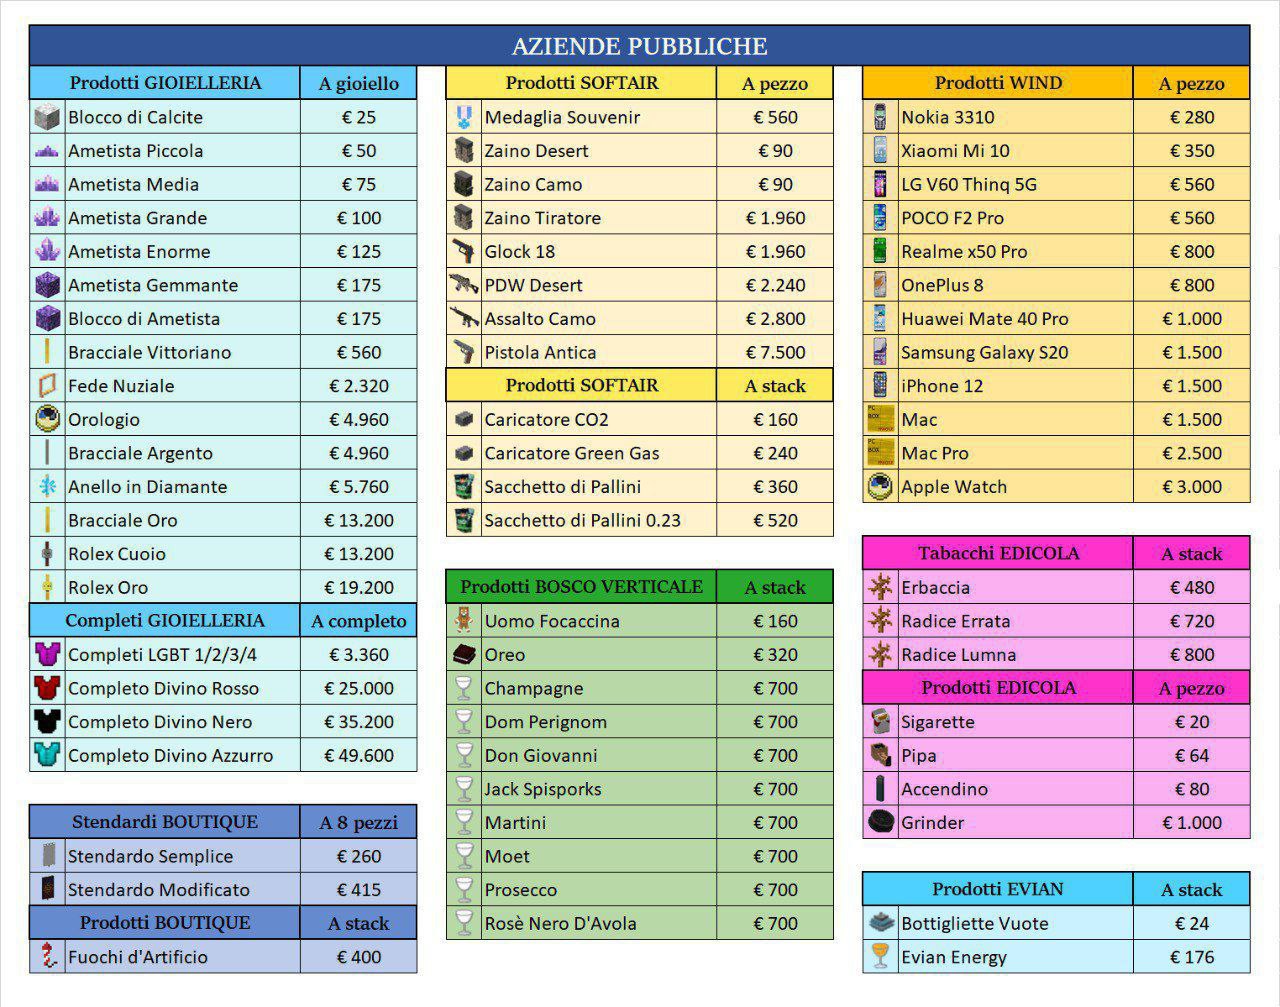 AZIENDE PUBBLICHE
Prodotti GIOIELLERIA A gioiello
Blocco di Calcite € 25
Ametista Piccola € 50
Ametista Media € 75
Ametista Grande € 100
Ametista Enorme € 125
Ametista Gemmante € 175
Blocco di Ametista € 175
Bracciale Vittoriano € 560
Fede Nuziale € 2.320
Orologio € 4.960
Bracciale Argento € 4.960
Anello in Diamante € 5.760
Bracciale Oro € 13.200
Rolex Cuoio € 13.200
Rolex Oro € 19.200
Completi GIOIELLERIA A completo
Completi LGBT 1/2/3/4 € 3.360
Completo Divino Rosso € 25.000
Completo Divino Nero € 35.200
Completo Divino Azzurro € 49.600
Stendardi BOUTIQUE A 8 pezzi
Stendardo Semplice € 260
Stendardo Modificato € 415
Prodotti BOUTIQUE A stack
Fuochi d'Artificio € 400
Prodotti SOFTAIR A pezzo
Medaglia Souvenir € 560
Zaino Desert € 90
Zaino Camo € 90
Zaino Tiratore € 1.960
Glock 18 € 1.960
PDW Desert € 2.240
Assalto Camo € 2.800
Pistola Antica € 7.500
Prodotti SOFTAIR A stack
Caricatore CO2 € 160
Caricatore Green Gas € 240
Sacchetto di Pallini € 360
Sacchetto di Pallini 0.23 € 520
Prodotti BOSCO VERTICALE A stack
Uomo Focaccina € 160
Oreo € 320
Champagne € 700
Dom Perignom € 700
Don Giovanni € 700
Jack Spisporks € 700
Martini € 700
Moet € 700
Prosecco € 700
Rosè Nero D'Avola € 700
Prodotti WIND A pezzo
Nokia 3310 € 280
Xiaomi Mi 10 € 350
LG V60 Thinq 5G € 560
POCO F2 Pro € 560
Realme x50 Pro € 800
OnePlus 8 € 800
Huawei Mate 40 Pro € 1.000
Samsung Galaxy S20 € 1.500
iPhone 12 € 1.500
PC BOX Mac € 1.500
PC BOX Mac Pro € 2.500
Apple Watch € 3.000
Tabacchi EDICOLA A stack
Erbaccia € 480
Radice Errata € 720
Radice Lumna € 800
Prodotti EDICOLA A pezzo
Sigarette € 20
Pipa € 64
Accendino € 80
Grinder € 1.000
Prodotti EVIAN A stack
Bottigliette Vuote € 24
Evian Energy € 176